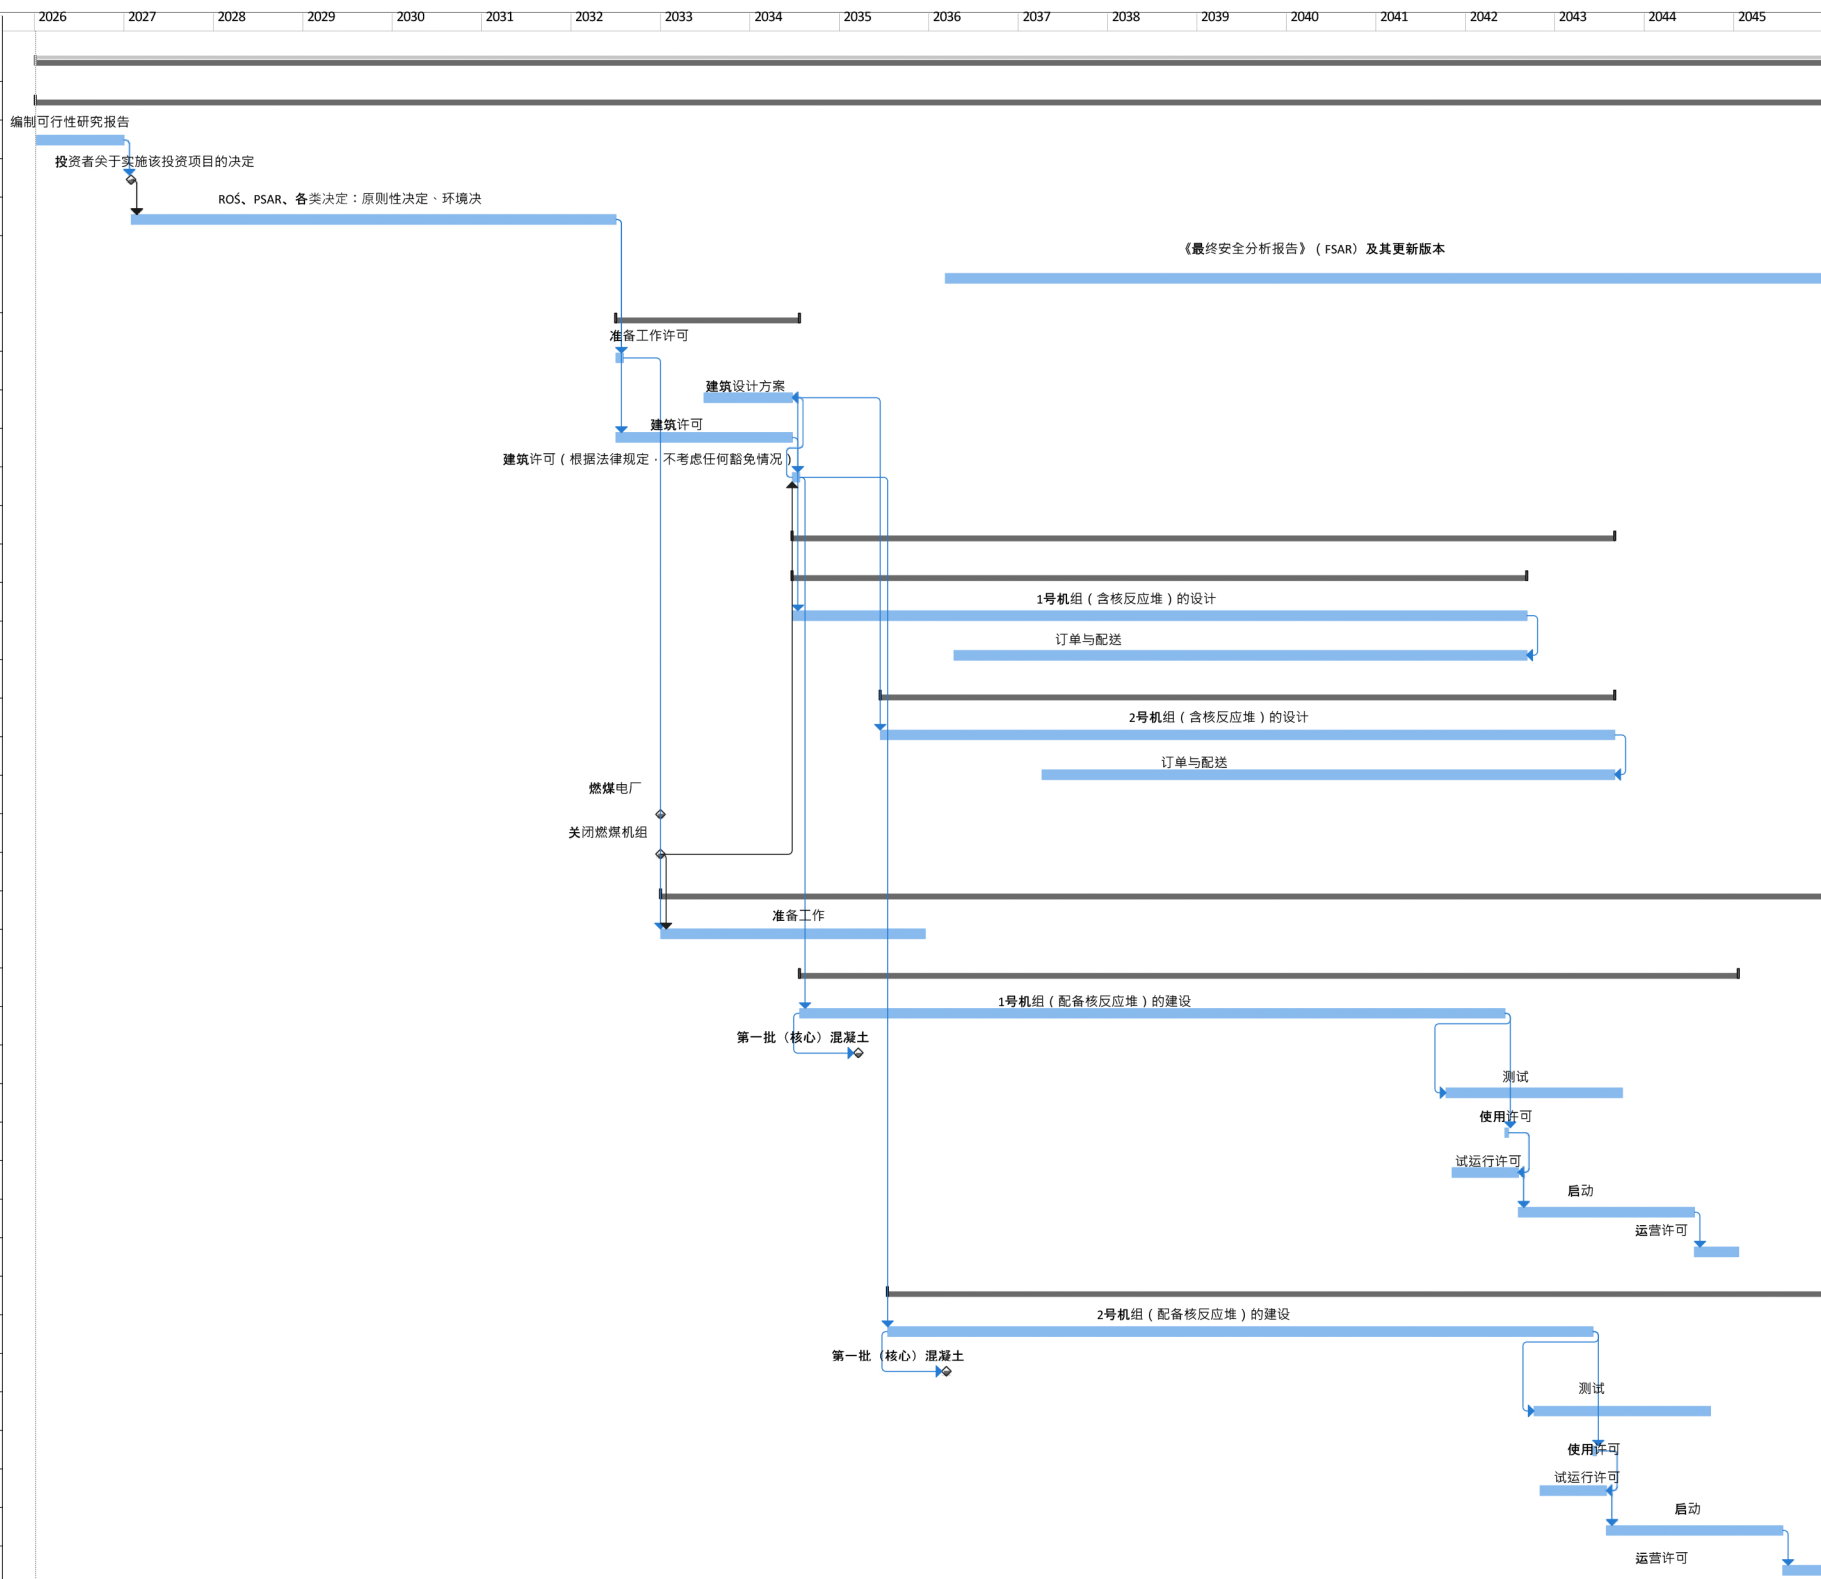 2026 2027 2028 2029 2030 2031 2032 2033 2034 2035 2036 2037 2038 2039 2040 2041 2042 2043 2044 2045
编制可行性研究报告
投资者关于实施该投资项目的决定
ROŚ、PSAR、各类决定：原则性决定、环境决
《最终安全分析报告》（FSAR）及其更新版本
准备工作许可
建筑设计方案
建筑许可
建筑许可（根据法律规定，不考虑任何豁免情况）
1号机组（含核反应堆）的设计
订单与配送
2号机组（含核反应堆）的设计
订单与配送
燃煤电厂
关闭燃煤机组
准备工作
1号机组（配备核反应堆）的建设
第一批（核心）混凝土
测试
使用许可
试运行许可
启动
运营许可
2号机组（配备核反应堆）的建设
第一批（核心）混凝土
测试
使用许可
试运行许可
启动
运营许可